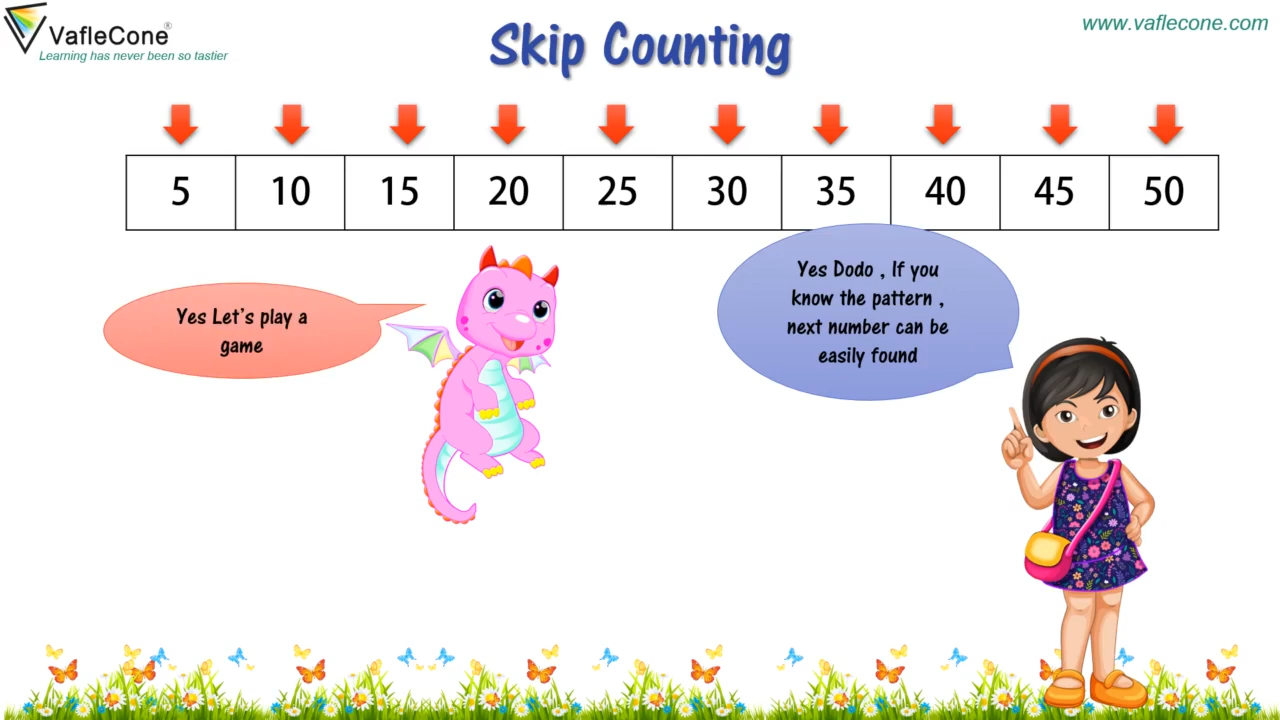 VafleCone®
Learning has never been so tastier
www.vaflecone.com
Skip Counting
5 10 15 20 25 30 35 40 45 50
Yes Let's play a
game
Yes Dodo , If you
know the pattern ,
next number can be
easily found